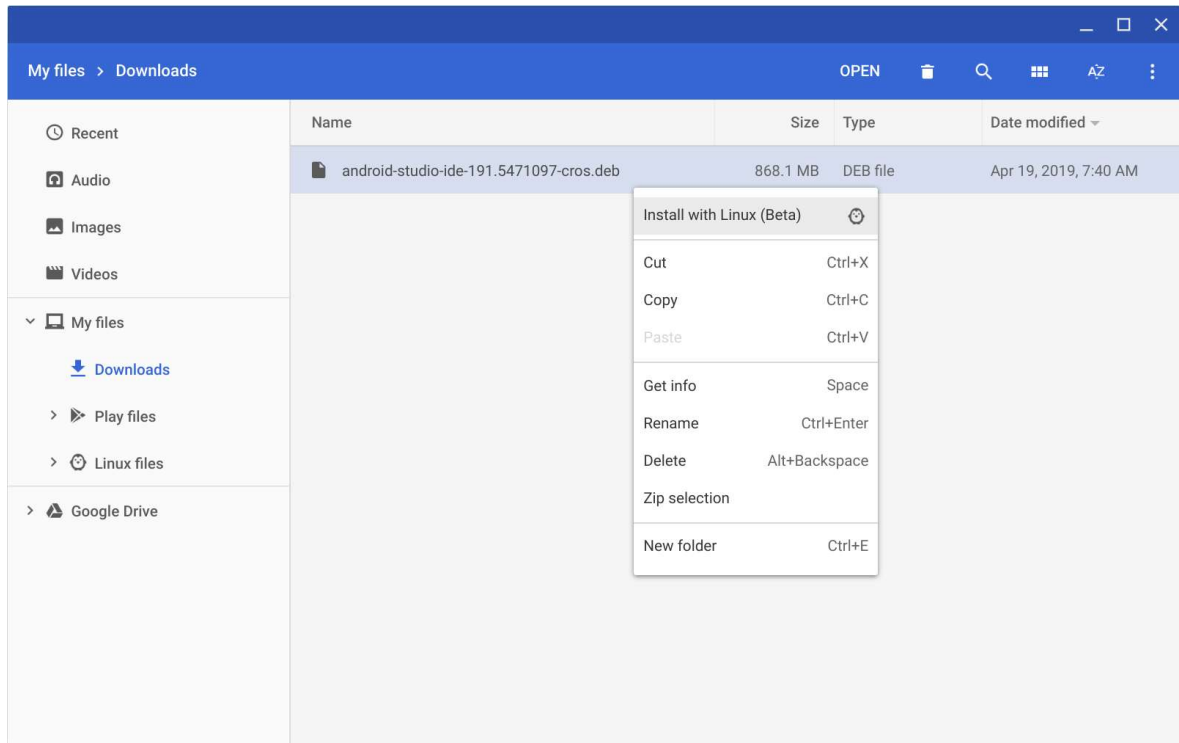 My files > Downloads OPEN AZ
Name Size Type Date modified
Recent
Audio
Images
Videos
My files
Downloads
Play files
Linux files
Google Drive
android-studio-ide-191.5471097-cros.deb 868.1 MB DEB file Apr 19, 2019, 7:40 AM
Install with Linux (Beta)
Cut Ctrl+X
Copy Ctrl+C
Paste Ctrl+V
Get info Space
Rename Ctrl+Enter
Delete Alt+Backspace
Zip selection
New folder Ctrl+E